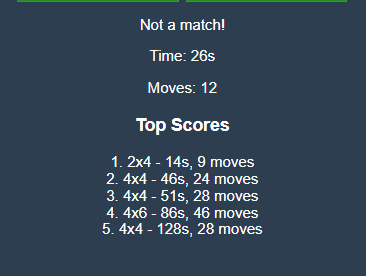 Not a match!
Time: 26s
Moves: 12
Top Scores
1. 2x4 - 14s, 9 moves
2. 4x4 - 46s, 24 moves
3. 4x4 - 51s, 28 moves
4. 4x6 - 86s, 46 moves
5. 4x4 - 128s, 28 moves